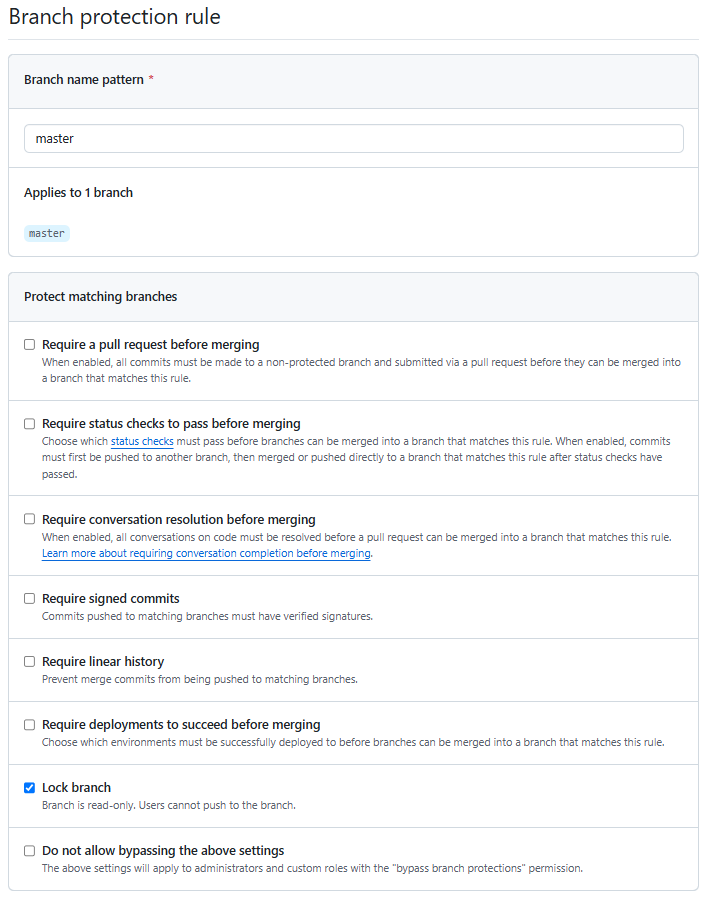 Branch protection rule
Branch name pattern *
master
Applies to 1 branch
master
Protect matching branches
Require a pull request before merging
When enabled, all commits must be made to a non-protected branch and submitted via a pull request before they can be merged into
a branch that matches this rule.
Require status checks to pass before merging
Choose which status checks must pass before branches can be merged into a branch that matches this rule. When enabled, commits
must first be pushed to another branch, then merged or pushed directly to a branch that matches this rule after status checks have
passed.
Require conversation resolution before merging
When enabled, all conversations on code must be resolved before a pull request can be merged into a branch that matches this rule.
Learn more about requiring conversation completion before merging.
Require signed commits
Commits pushed to matching branches must have verified signatures.
Require linear history
Prevent merge commits from being pushed to matching branches.
Require deployments to succeed before merging
Choose which environments must be successfully deployed to before branches can be merged into a branch that matches this rule.
Lock branch
Branch is read-only. Users cannot push to the branch.
Do not allow bypassing the above settings
The above settings will apply to administrators and custom roles with the "bypass branch protections" permission.